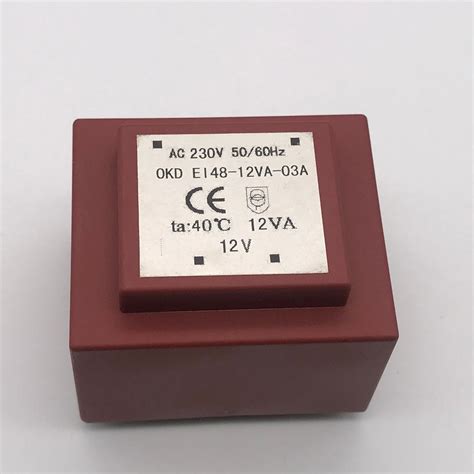 AC 230V 50/60Hz
OKD EI48-12VA-03A
CE
ta:40℃ 12VA
12V